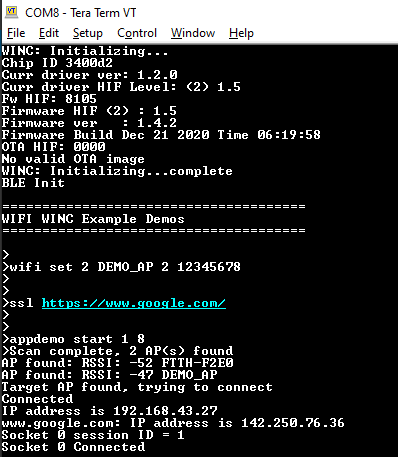 COM8 - Tera Term VT
File Edit Setup Control Window Help
WINC: Initializing...
Chip ID 3400d2
Curr driver ver: 1.2.0
Curr driver HIF Level: (2) 1.5
Fw HIF: 8105
Firmware HIF (2) : 1.5
Firmware ver   : 1.4.2
Firmware Build Dec 21 2020 Time 06:19:58
OTA HIF: 0000
No valid OTA image
WINC: Initializing...complete
BLE Init
======================================
WIFI WINC Example Demos
======================================
>
>wifi set 2 DEMO_AP 2 12345678
>
>
>ssl https://www.google.com/
>
>
>appdemo start 1 8
>Scan complete, 2 AP(s) found
AP found: RSSI: -52 FTTH-F2E0
AP found: RSSI: -47 DEMO_AP
Target AP found, trying to connect
Connected
IP address is 192.168.43.27
www.google.com: IP address is 142.250.76.36
Socket 0 session ID = 1
Socket 0 Connected